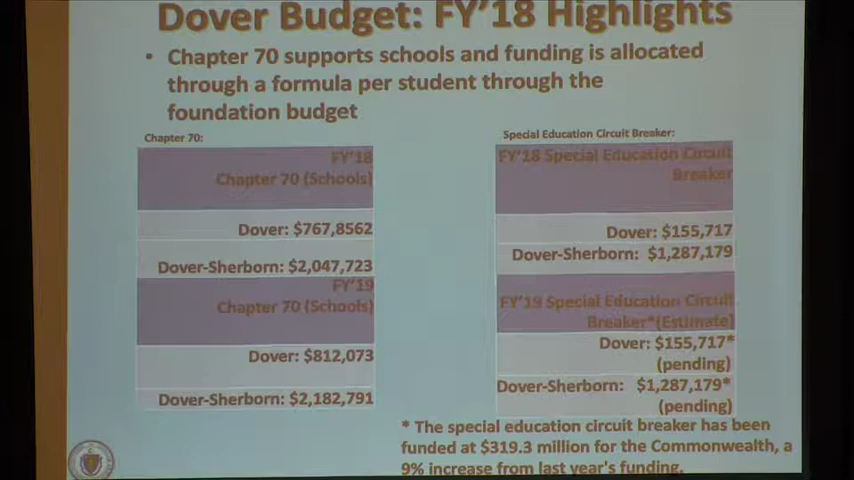 Dover Budget: FY'18 Highlights
• Chapter 70 supports schools and funding is allocated
through a formula per student through the
foundation budget
Chapter 70:
FY'18
Chapter 70 (Schools)
Dover: $767,8562
Dover-Sherborn: $2,047,723
FY'19
Chapter 70 (Schools)
Dover: $812,073
Dover-Sherborn: $2,182,791
Special Education Circuit Breaker:
FY'18 Special Education Circuit
Breaker
Dover: $155,717
Dover-Sherborn: $1,287,179
FY'19 Special Education Circuit
Breaker*(Estimate)
Dover: $155,717*
(pending)
Dover-Sherborn: $1,287,179*
(pending)
* The special education circuit breaker has been
funded at $319.3 million for the Commonwealth, a
9% increase from last year's funding.